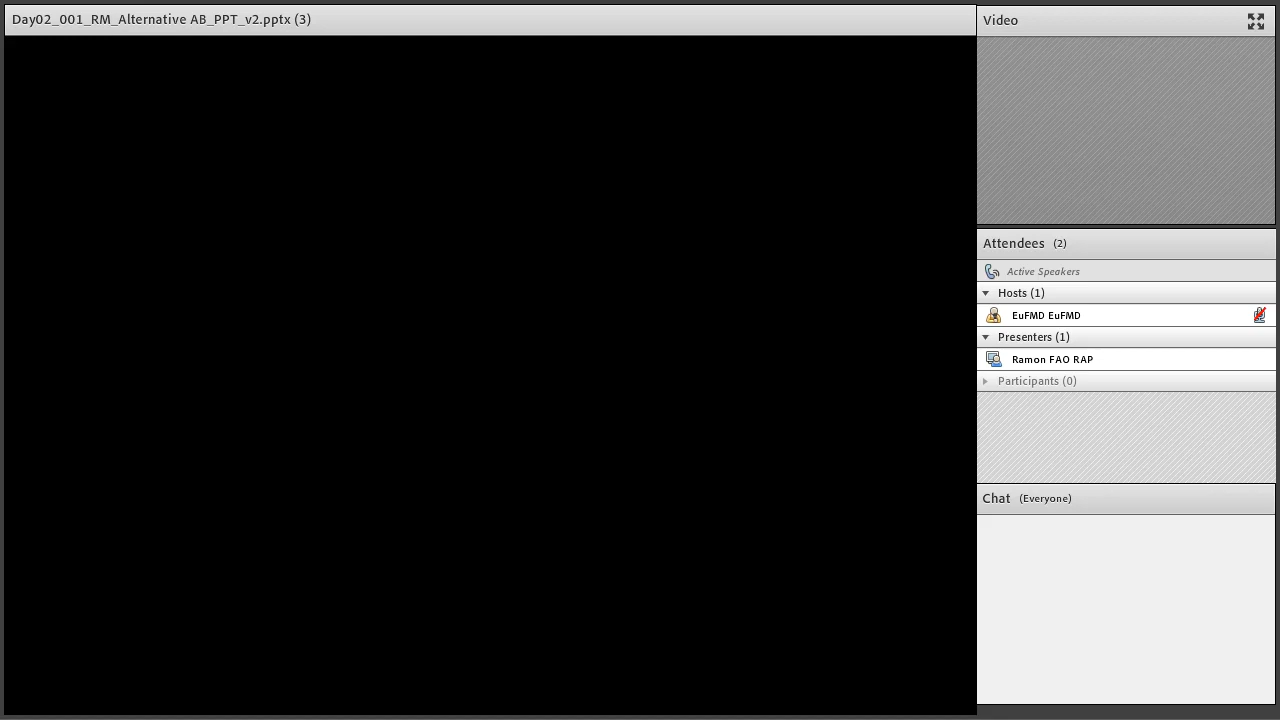 Day02_001_RM_Alternative AB_PPT_v2.pptx (3)
Video
Attendees (2)
Active Speakers
Hosts (1)
EuFMD EuFMD
Presenters (1)
Ramon FAO RAP
Participants (0)
Chat (Everyone)